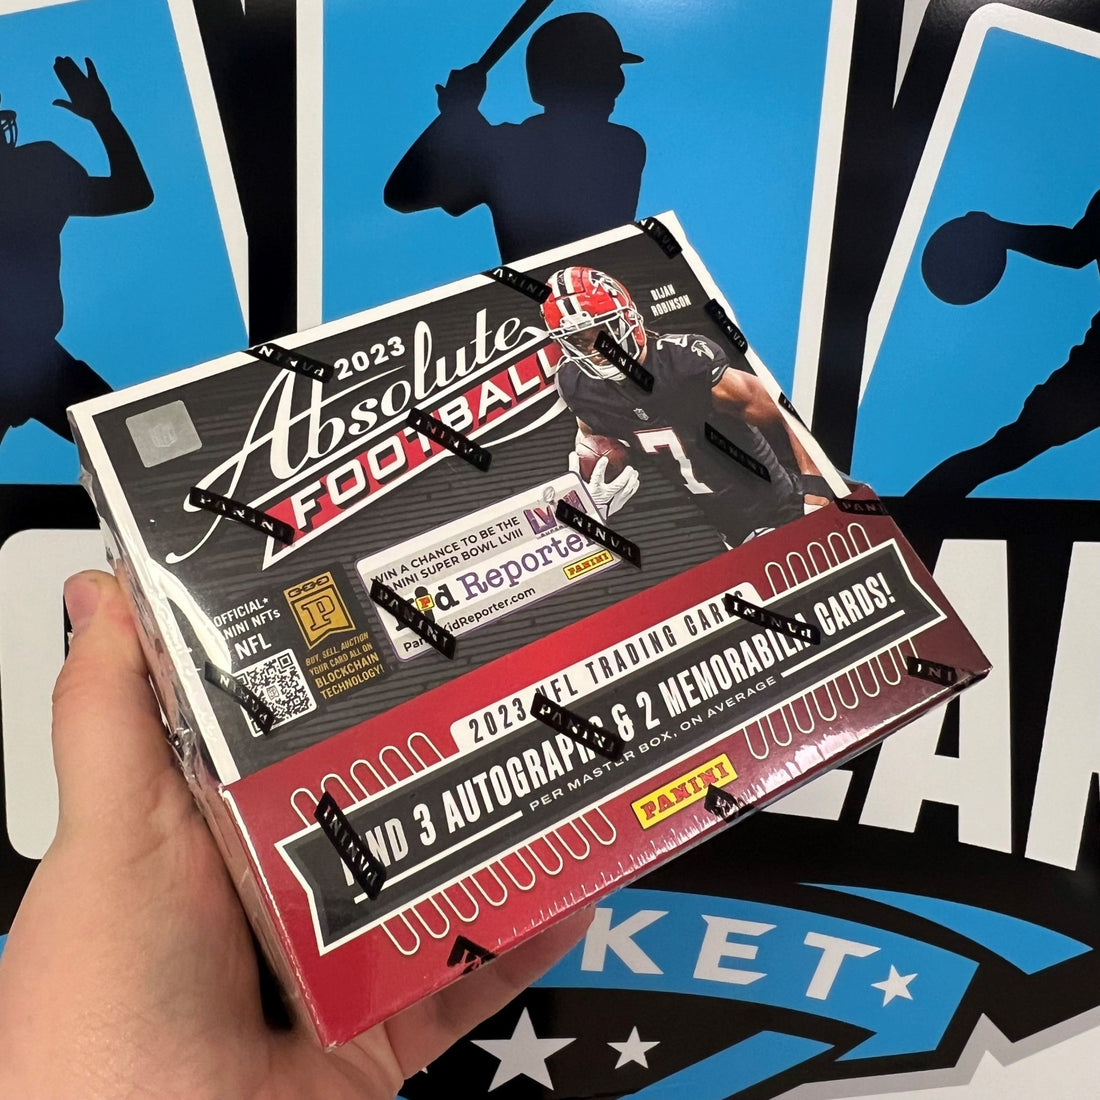 2023
Absolute
FOOTBALL
BIJAN
ROBINSON
7
WIN A CHANCE TO BE THE
PANINI SUPER BOWL LVIII
Kid Reporter
PANINI
OFFICIAL*
PANINI NFTs
NFL
P
BUY, SELL, AUCTION
YOUR CARD ALL ON
BLOCKCHAIN
TECHNOLOGY!
2023 NFL TRADING CARDS
FIND 3 AUTOGRAPHS & 2 MEMORABILIA CARDS!
PER MASTER BOX, ON AVERAGE
PANINI
KET